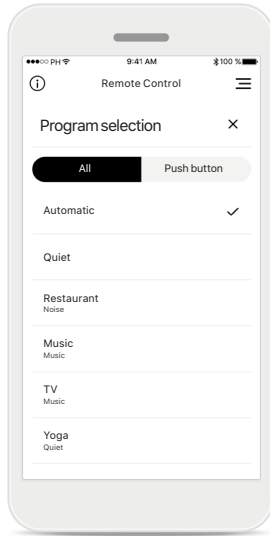 PH 9:41 AM 100 %
Remote Control
Program selection
All Push button
Automatic
Quiet
Restaurant
Noise
Music
Music
TV
Music
Yoga
Quiet